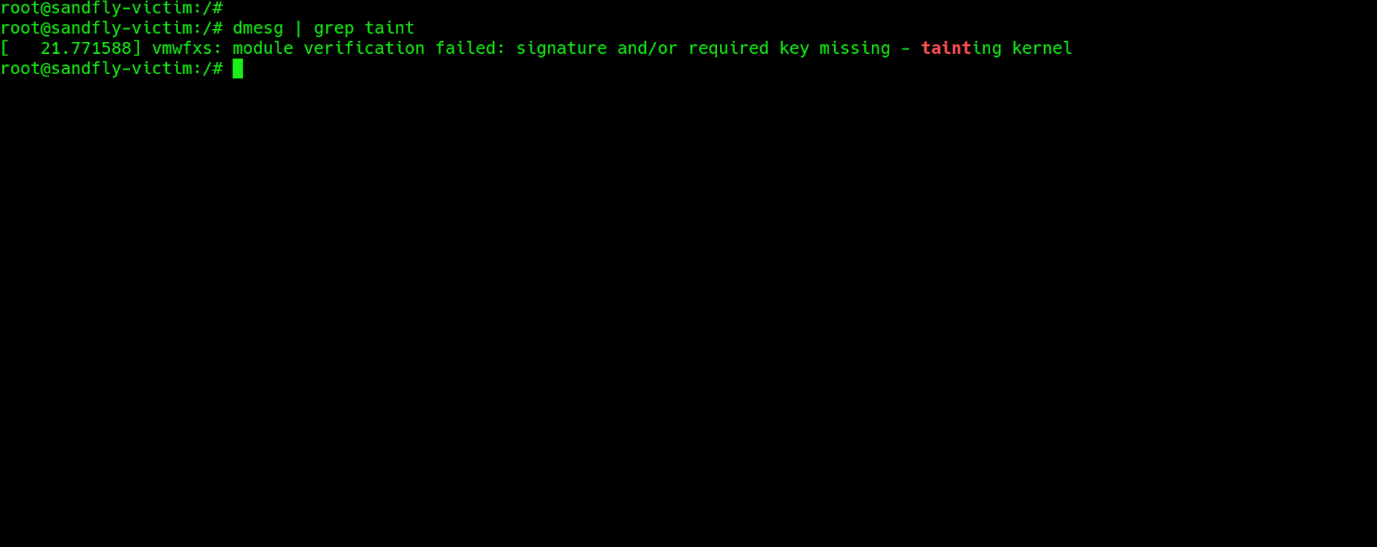 root@sandfly-victim:/#
root@sandfly-victim:/# dmesg | grep taint
[   21.771588] vmwfxs: module verification failed: signature and/or required key missing - tainting kernel
root@sandfly-victim:/#